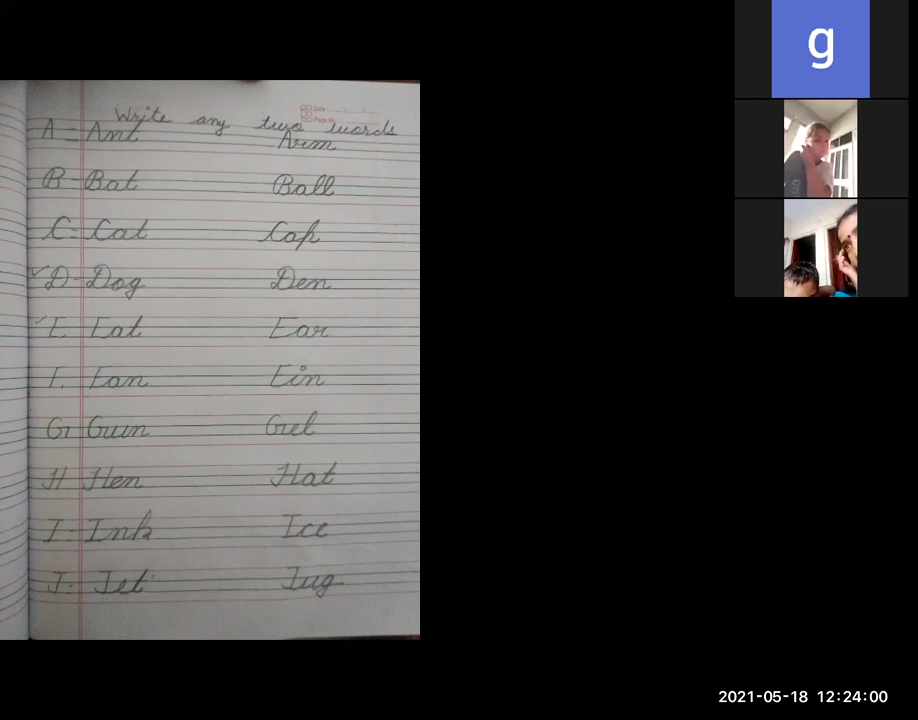 g
Write any two words
A = Ant Arm
B - Bat Ball
C = Cat Cap
D - Dog Den
E Eat Ear
F. Fan Fin
G Gun Gel
H Hen Hat
I - Ink Ice
J - Jet Jug
2021-05-18 12:24:00